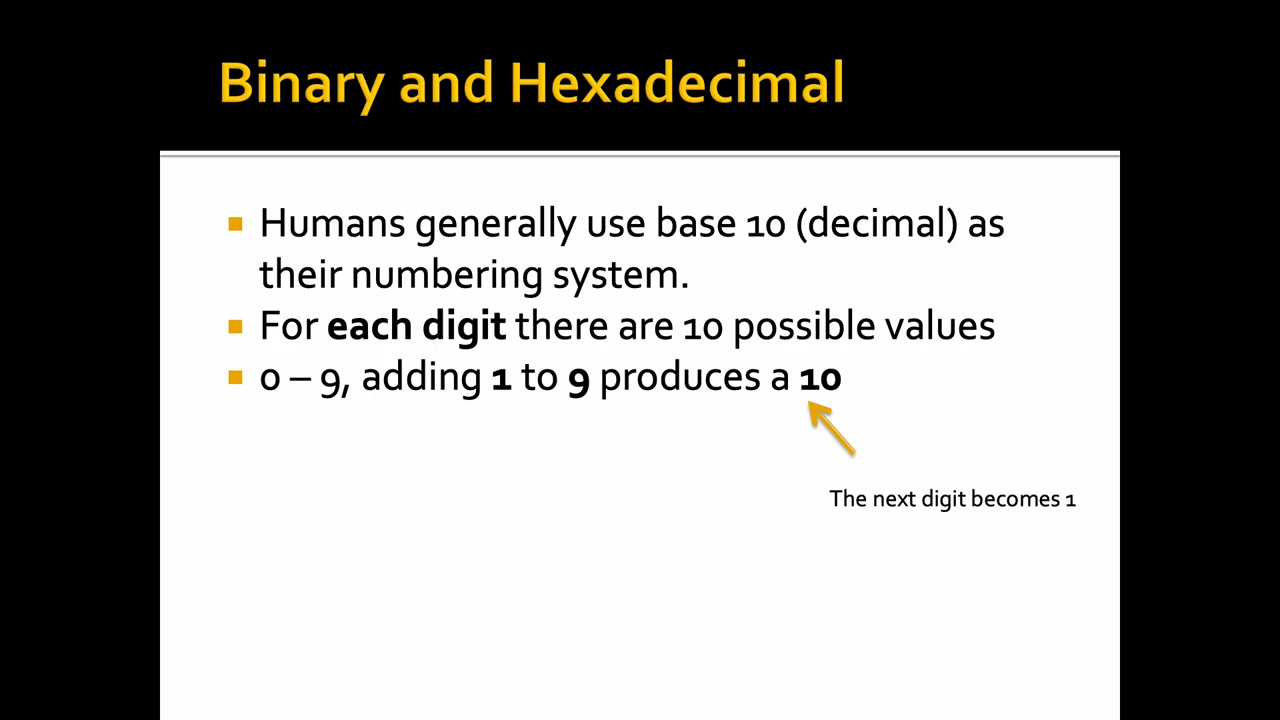 Binary and Hexadecimal
Humans generally use base 10 (decimal) as
their numbering system.
For each digit there are 10 possible values
0 – 9, adding 1 to 9 produces a 10
The next digit becomes 1